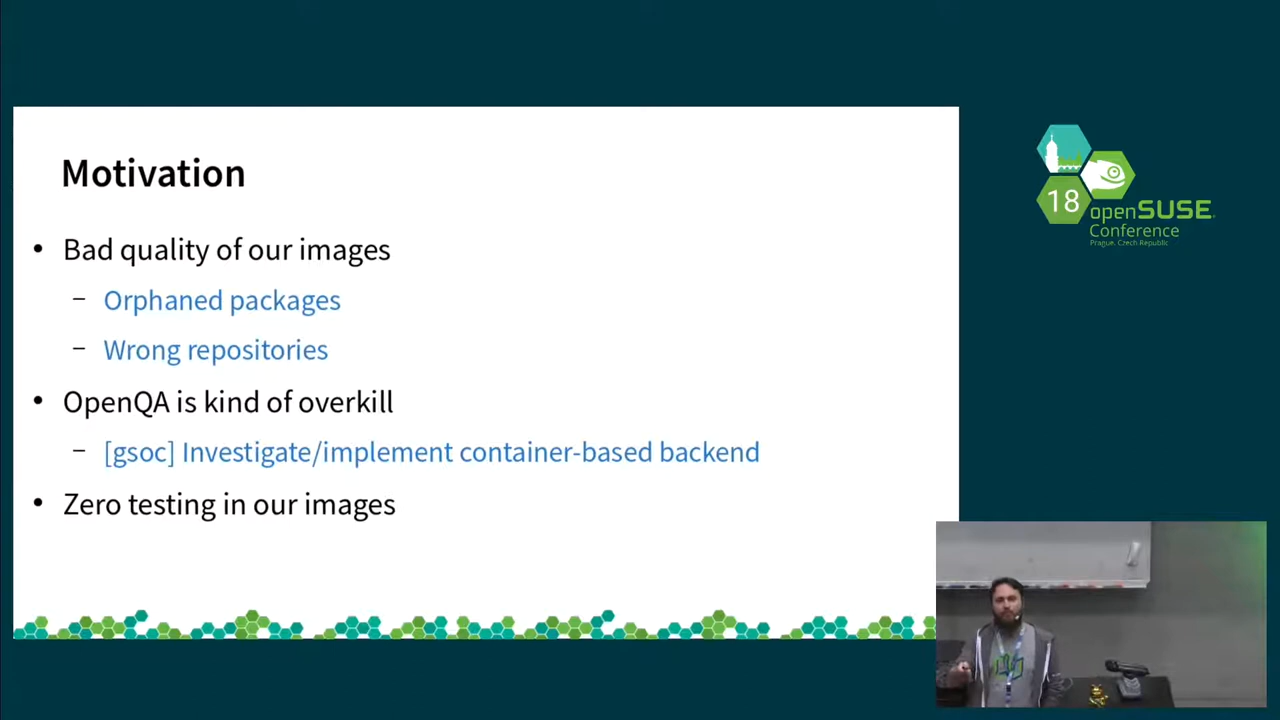 Motivation
• Bad quality of our images
– Orphaned packages
– Wrong repositories
• OpenQA is kind of overkill
– [gsoc] Investigate/implement container-based backend
• Zero testing in our images
18
openSUSE
Conference
Prague, Czech Republic